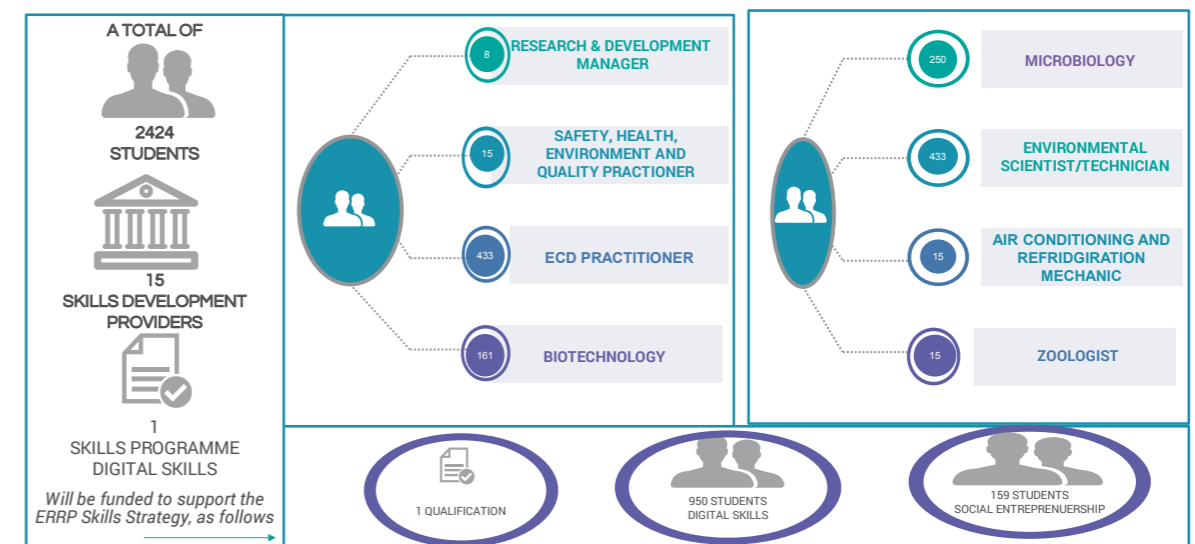 A TOTAL OF
2424
STUDENTS
15
SKILLS DEVELOPMENT
PROVIDERS
1
SKILLS PROGRAMME
DIGITAL SKILLS
Will be funded to support the
ERRP Skills Strategy, as follows
8
RESEARCH & DEVELOPMENT
MANAGER
15
SAFETY, HEALTH,
ENVIRONMENT AND
QUALITY PRACTIONER
433
ECD PRACTITIONER
161
BIOTECHNOLOGY
250
MICROBIOLOGY
433
ENVIRONMENTAL
SCIENTIST/TECHNICIAN
15
AIR CONDITIONING AND
REFRIDGIRATION
MECHANIC
15
ZOOLOGIST
1 QUALIFICATION
950 STUDENTS
DIGITAL SKILLS
159 STUDENTS
SOCIAL ENTREPRENUERSHIP